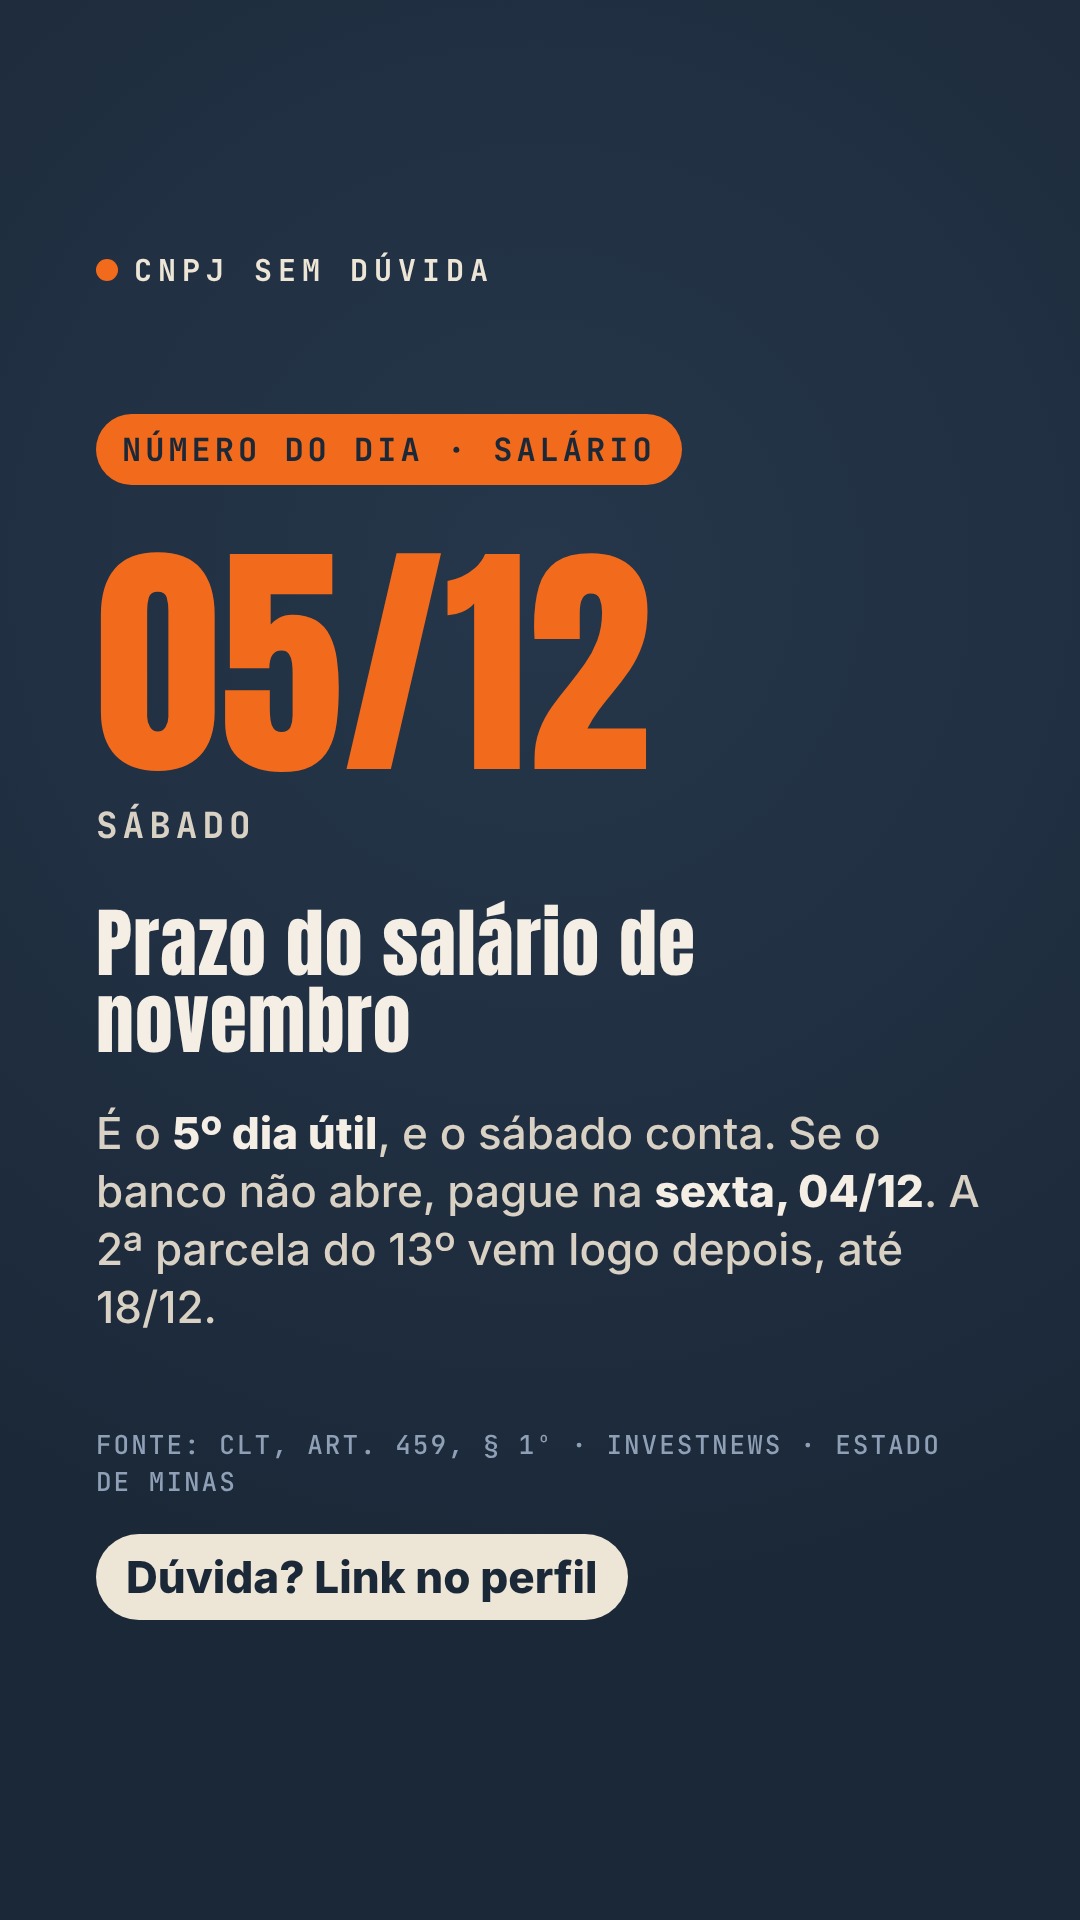 CNPJ SEM DÚVIDA
NÚMERO DO DIA · SALÁRIO
05/12
SÁBADO
Prazo do salário de
novembro
É o 5º dia útil, e o sábado conta. Se o
banco não abre, pague na sexta, 04/12. A
2ª parcela do 13º vem logo depois, até
18/12.
FONTE: CLT, ART. 459, § 1º · INVESTNEWS · ESTADO
DE MINAS
Dúvida? Link no perfil